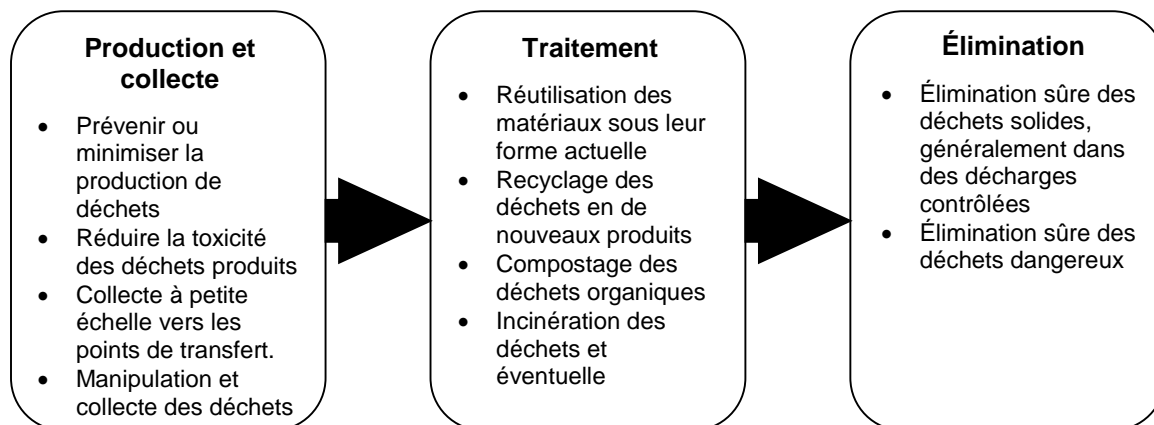 Production et
collecte
• Prévenir ou
minimiser la
production de
déchets
• Réduire la toxicité
des déchets produits
• Collecte à petite
échelle vers les
points de transfert.
• Manipulation et
collecte des déchets
Traitement
• Réutilisation des
matériaux sous leur
forme actuelle
• Recyclage des
déchets en de
nouveaux produits
• Compostage des
déchets organiques
• Incinération des
déchets et
éventuelle
Élimination
• Élimination sûre des
déchets solides,
généralement dans
des décharges
contrôlées
• Élimination sûre des
déchets dangereux